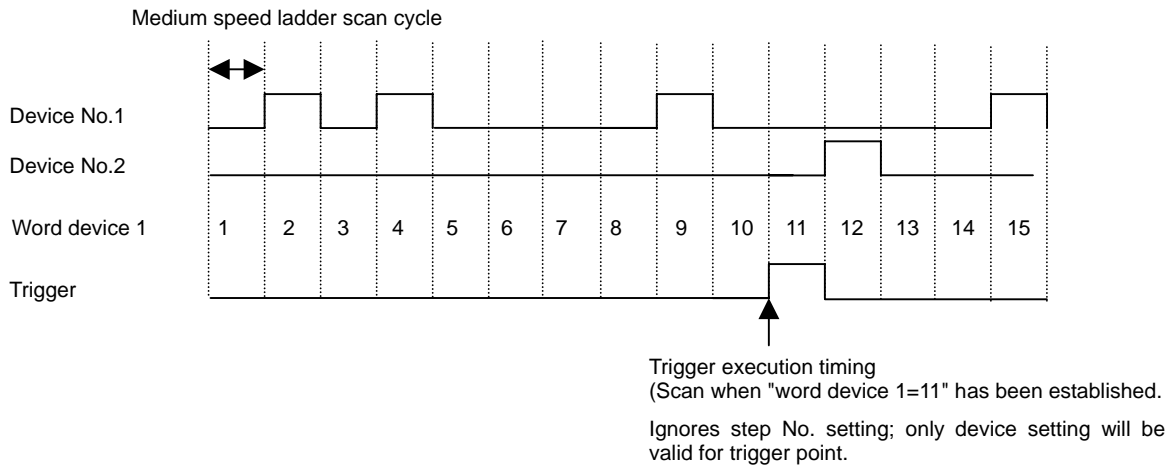 Medium speed ladder scan cycle
Device No.1
Device No.2
Word device 1 1 2 3 4 5 6 7 8 9 10 11 12 13 14 15
Trigger
Trigger execution timing
(Scan when "word device 1=11" has been established.
Ignores step No. setting; only device setting will be
valid for trigger point.